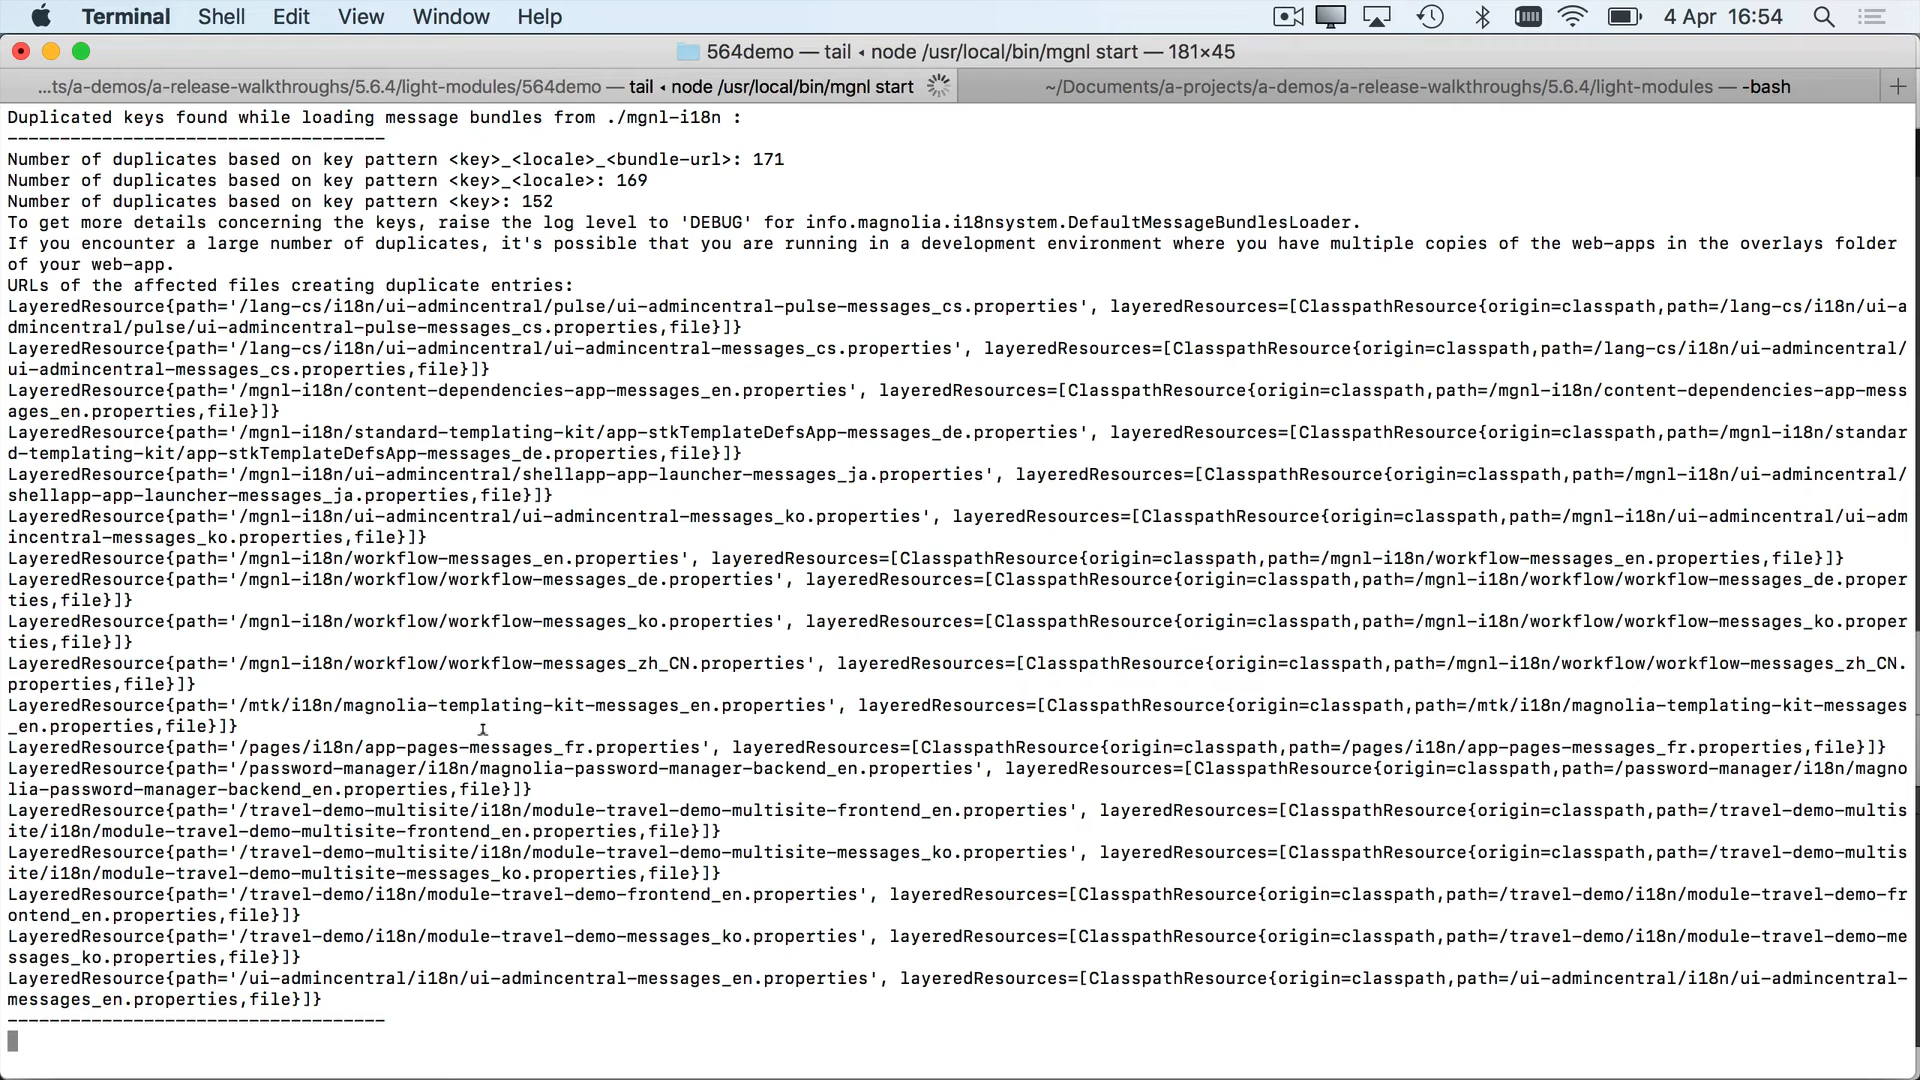 Terminal Shell Edit View Window Help 4 Apr 16:54
564demo — tail ◂ node /usr/local/bin/mgnl start — 181×45
...ts/a-demos/a-release-walkthroughs/5.6.4/light-modules/564demo — tail ◂ node /usr/local/bin/mgnl start ~/Documents/a-projects/a-demos/a-release-walkthroughs/5.6.4/light-modules — -bash
Duplicated keys found while loading message bundles from ./mgnl-i18n :
------------------------------------
Number of duplicates based on key pattern <key>_<locale>_<bundle-url>: 171
Number of duplicates based on key pattern <key>_<locale>: 169
Number of duplicates based on key pattern <key>: 152
To get more details concerning the keys, raise the log level to 'DEBUG' for info.magnolia.i18nsystem.DefaultMessageBundlesLoader.
If you encounter a large number of duplicates, it's possible that you are running in a development environment where you have multiple copies of the web-apps in the overlays folder
of your web-app.
URLs of the affected files creating duplicate entries:
LayeredResource{path='/lang-cs/i18n/ui-admincentral/pulse/ui-admincentral-pulse-messages_cs.properties', layeredResources=[ClasspathResource{origin=classpath,path=/lang-cs/i18n/ui-a
dmincentral/pulse/ui-admincentral-pulse-messages_cs.properties,file}]}
LayeredResource{path='/lang-cs/i18n/ui-admincentral/ui-admincentral-messages_cs.properties', layeredResources=[ClasspathResource{origin=classpath,path=/lang-cs/i18n/ui-admincentral/
ui-admincentral-messages_cs.properties,file}]}
LayeredResource{path='/mgnl-i18n/content-dependencies-app-messages_en.properties', layeredResources=[ClasspathResource{origin=classpath,path=/mgnl-i18n/content-dependencies-app-mess
ages_en.properties,file}]}
LayeredResource{path='/mgnl-i18n/standard-templating-kit/app-stkTemplateDefsApp-messages_de.properties', layeredResources=[ClasspathResource{origin=classpath,path=/mgnl-i18n/standar
d-templating-kit/app-stkTemplateDefsApp-messages_de.properties,file}]}
LayeredResource{path='/mgnl-i18n/ui-admincentral/shellapp-app-launcher-messages_ja.properties', layeredResources=[ClasspathResource{origin=classpath,path=/mgnl-i18n/ui-admincentral/
shellapp-app-launcher-messages_ja.properties,file}]}
LayeredResource{path='/mgnl-i18n/ui-admincentral/ui-admincentral-messages_ko.properties', layeredResources=[ClasspathResource{origin=classpath,path=/mgnl-i18n/ui-admincentral/ui-adm
incentral-messages_ko.properties,file}]}
LayeredResource{path='/mgnl-i18n/workflow-messages_en.properties', layeredResources=[ClasspathResource{origin=classpath,path=/mgnl-i18n/workflow-messages_en.properties,file}]}
LayeredResource{path='/mgnl-i18n/workflow/workflow-messages_de.properties', layeredResources=[ClasspathResource{origin=classpath,path=/mgnl-i18n/workflow/workflow-messages_de.proper
ties,file}]}
LayeredResource{path='/mgnl-i18n/workflow/workflow-messages_ko.properties', layeredResources=[ClasspathResource{origin=classpath,path=/mgnl-i18n/workflow/workflow-messages_ko.proper
ties,file}]}
LayeredResource{path='/mgnl-i18n/workflow/workflow-messages_zh_CN.properties', layeredResources=[ClasspathResource{origin=classpath,path=/mgnl-i18n/workflow/workflow-messages_zh_CN.
properties,file}]}
LayeredResource{path='/mtk/i18n/magnolia-templating-kit-messages_en.properties', layeredResources=[ClasspathResource{origin=classpath,path=/mtk/i18n/magnolia-templating-kit-messages
_en.properties,file}]}
LayeredResource{path='/pages/i18n/app-pages-messages_fr.properties', layeredResources=[ClasspathResource{origin=classpath,path=/pages/i18n/app-pages-messages_fr.properties,file}]}
LayeredResource{path='/password-manager/i18n/magnolia-password-manager-backend_en.properties', layeredResources=[ClasspathResource{origin=classpath,path=/password-manager/i18n/magno
lia-password-manager-backend_en.properties,file}]}
LayeredResource{path='/travel-demo-multisite/i18n/module-travel-demo-multisite-frontend_en.properties', layeredResources=[ClasspathResource{origin=classpath,path=/travel-demo-multis
ite/i18n/module-travel-demo-multisite-frontend_en.properties,file}]}
LayeredResource{path='/travel-demo-multisite/i18n/module-travel-demo-multisite-messages_ko.properties', layeredResources=[ClasspathResource{origin=classpath,path=/travel-demo-multis
ite/i18n/module-travel-demo-multisite-messages_ko.properties,file}]}
LayeredResource{path='/travel-demo/i18n/module-travel-demo-frontend_en.properties', layeredResources=[ClasspathResource{origin=classpath,path=/travel-demo/i18n/module-travel-demo-fr
ontend_en.properties,file}]}
LayeredResource{path='/travel-demo/i18n/module-travel-demo-messages_ko.properties', layeredResources=[ClasspathResource{origin=classpath,path=/travel-demo/i18n/module-travel-demo-me
ssages_ko.properties,file}]}
LayeredResource{path='/ui-admincentral/i18n/ui-admincentral-messages_en.properties', layeredResources=[ClasspathResource{origin=classpath,path=/ui-admincentral/i18n/ui-admincentral-
messages_en.properties,file}]}
------------------------------------